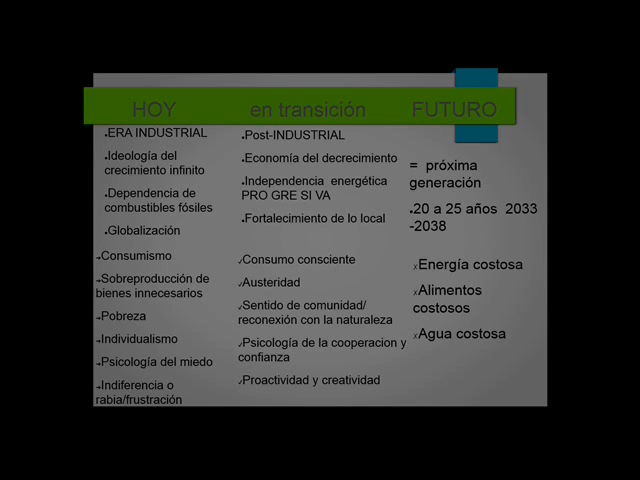 HOY
en transición
FUTURO
ERA INDUSTRIAL
Ideología del
crecimiento infinito
Dependencia de
combustibles fósiles
Globalización
Consumismo
Sobreproducción de
bienes innecesarios
Pobreza
Individualismo
Psicología del miedo
Indiferencia o
rabia/frustración
Post-INDUSTRIAL
Economía del decrecimiento
Independencia energética
PRO GRE SI VA
Fortalecimiento de lo local
Consumo consciente
Austeridad
Sentido de comunidad/
reconexión con la naturaleza
Psicología de la cooperacion y
confianza
Proactividad y creatividad
= próxima
generación
20 a 25 años 2033
-2038
Energía costosa
Alimentos
costosos
Agua costosa